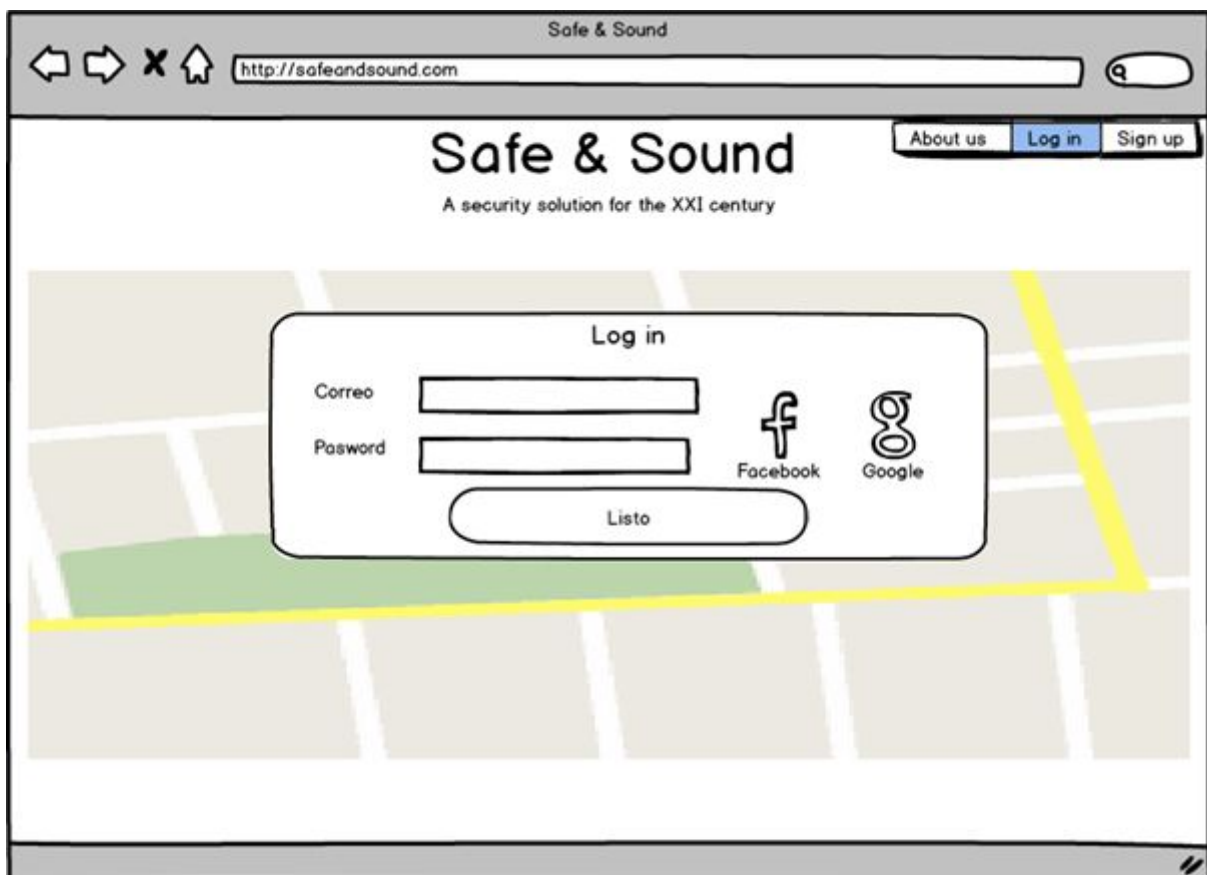 Safe & Sound
http://safeandsound.com
About us Log in Sign up
Safe & Sound
A security solution for the XXI century
Log in
Correo
Pasword
Facebook Google
Listo